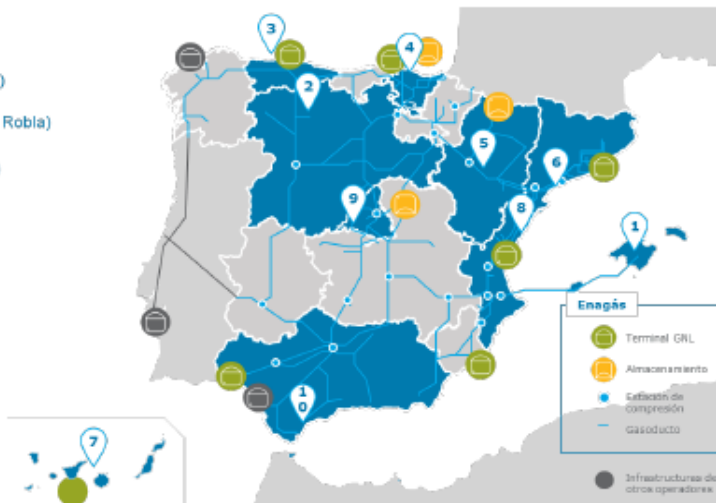 )
Robla)
)
3
4
2
5
6
9
8
1
1
0
7
Enagás
Terminal GNL
Almacenamiento
Estación de
compresión
Gasoducto
Infraestructuras de
otros operadores